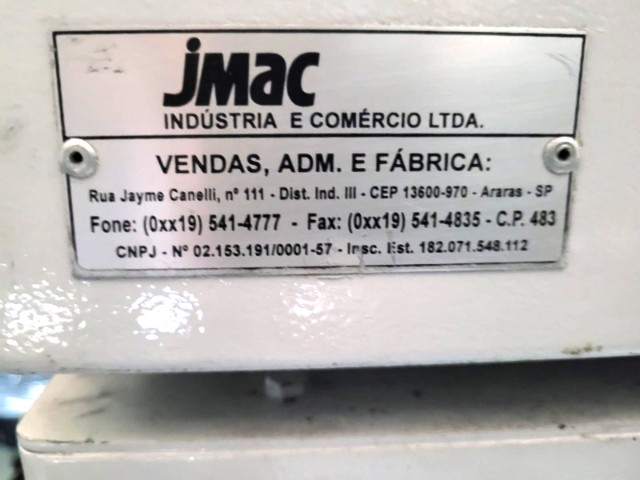 jmac
INDÚSTRIA E COMÉRCIO LTDA.
VENDAS, ADM. E FÁBRICA:
Rua Jayme Canelli, nº 111 - Dist. Ind. III - CEP 13600-970 - Araras - SP
Fone: (0xx19) 541-4777 - Fax: (0xx19) 541-4835 - C.P. 483
CNPJ - Nº 02.153.191/0001-57 - Insc. Est. 182.071.548.112